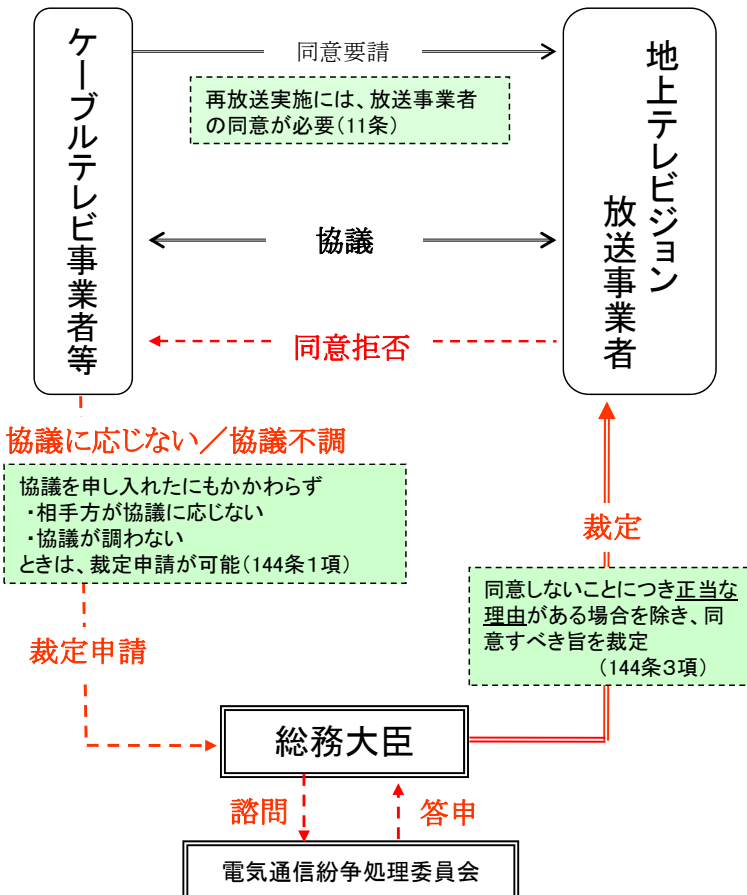 ケーブルテレビ事業者等
同意要請
再放送実施には、放送事業者
の同意が必要（11条）
地上テレビジョン
放送事業者
協議
同意拒否
協議に応じない／協議不調
協議を申し入れたにもかかわらず
・相手方が協議に応じない
・協議が調わない
ときは、裁定申請が可能（144条１項）
裁定
同意しないことにつき正当な
理由がある場合を除き、同
意すべき旨を裁定
（144条３項）
裁定申請
総務大臣
諮問
答申
電気通信紛争処理委員会